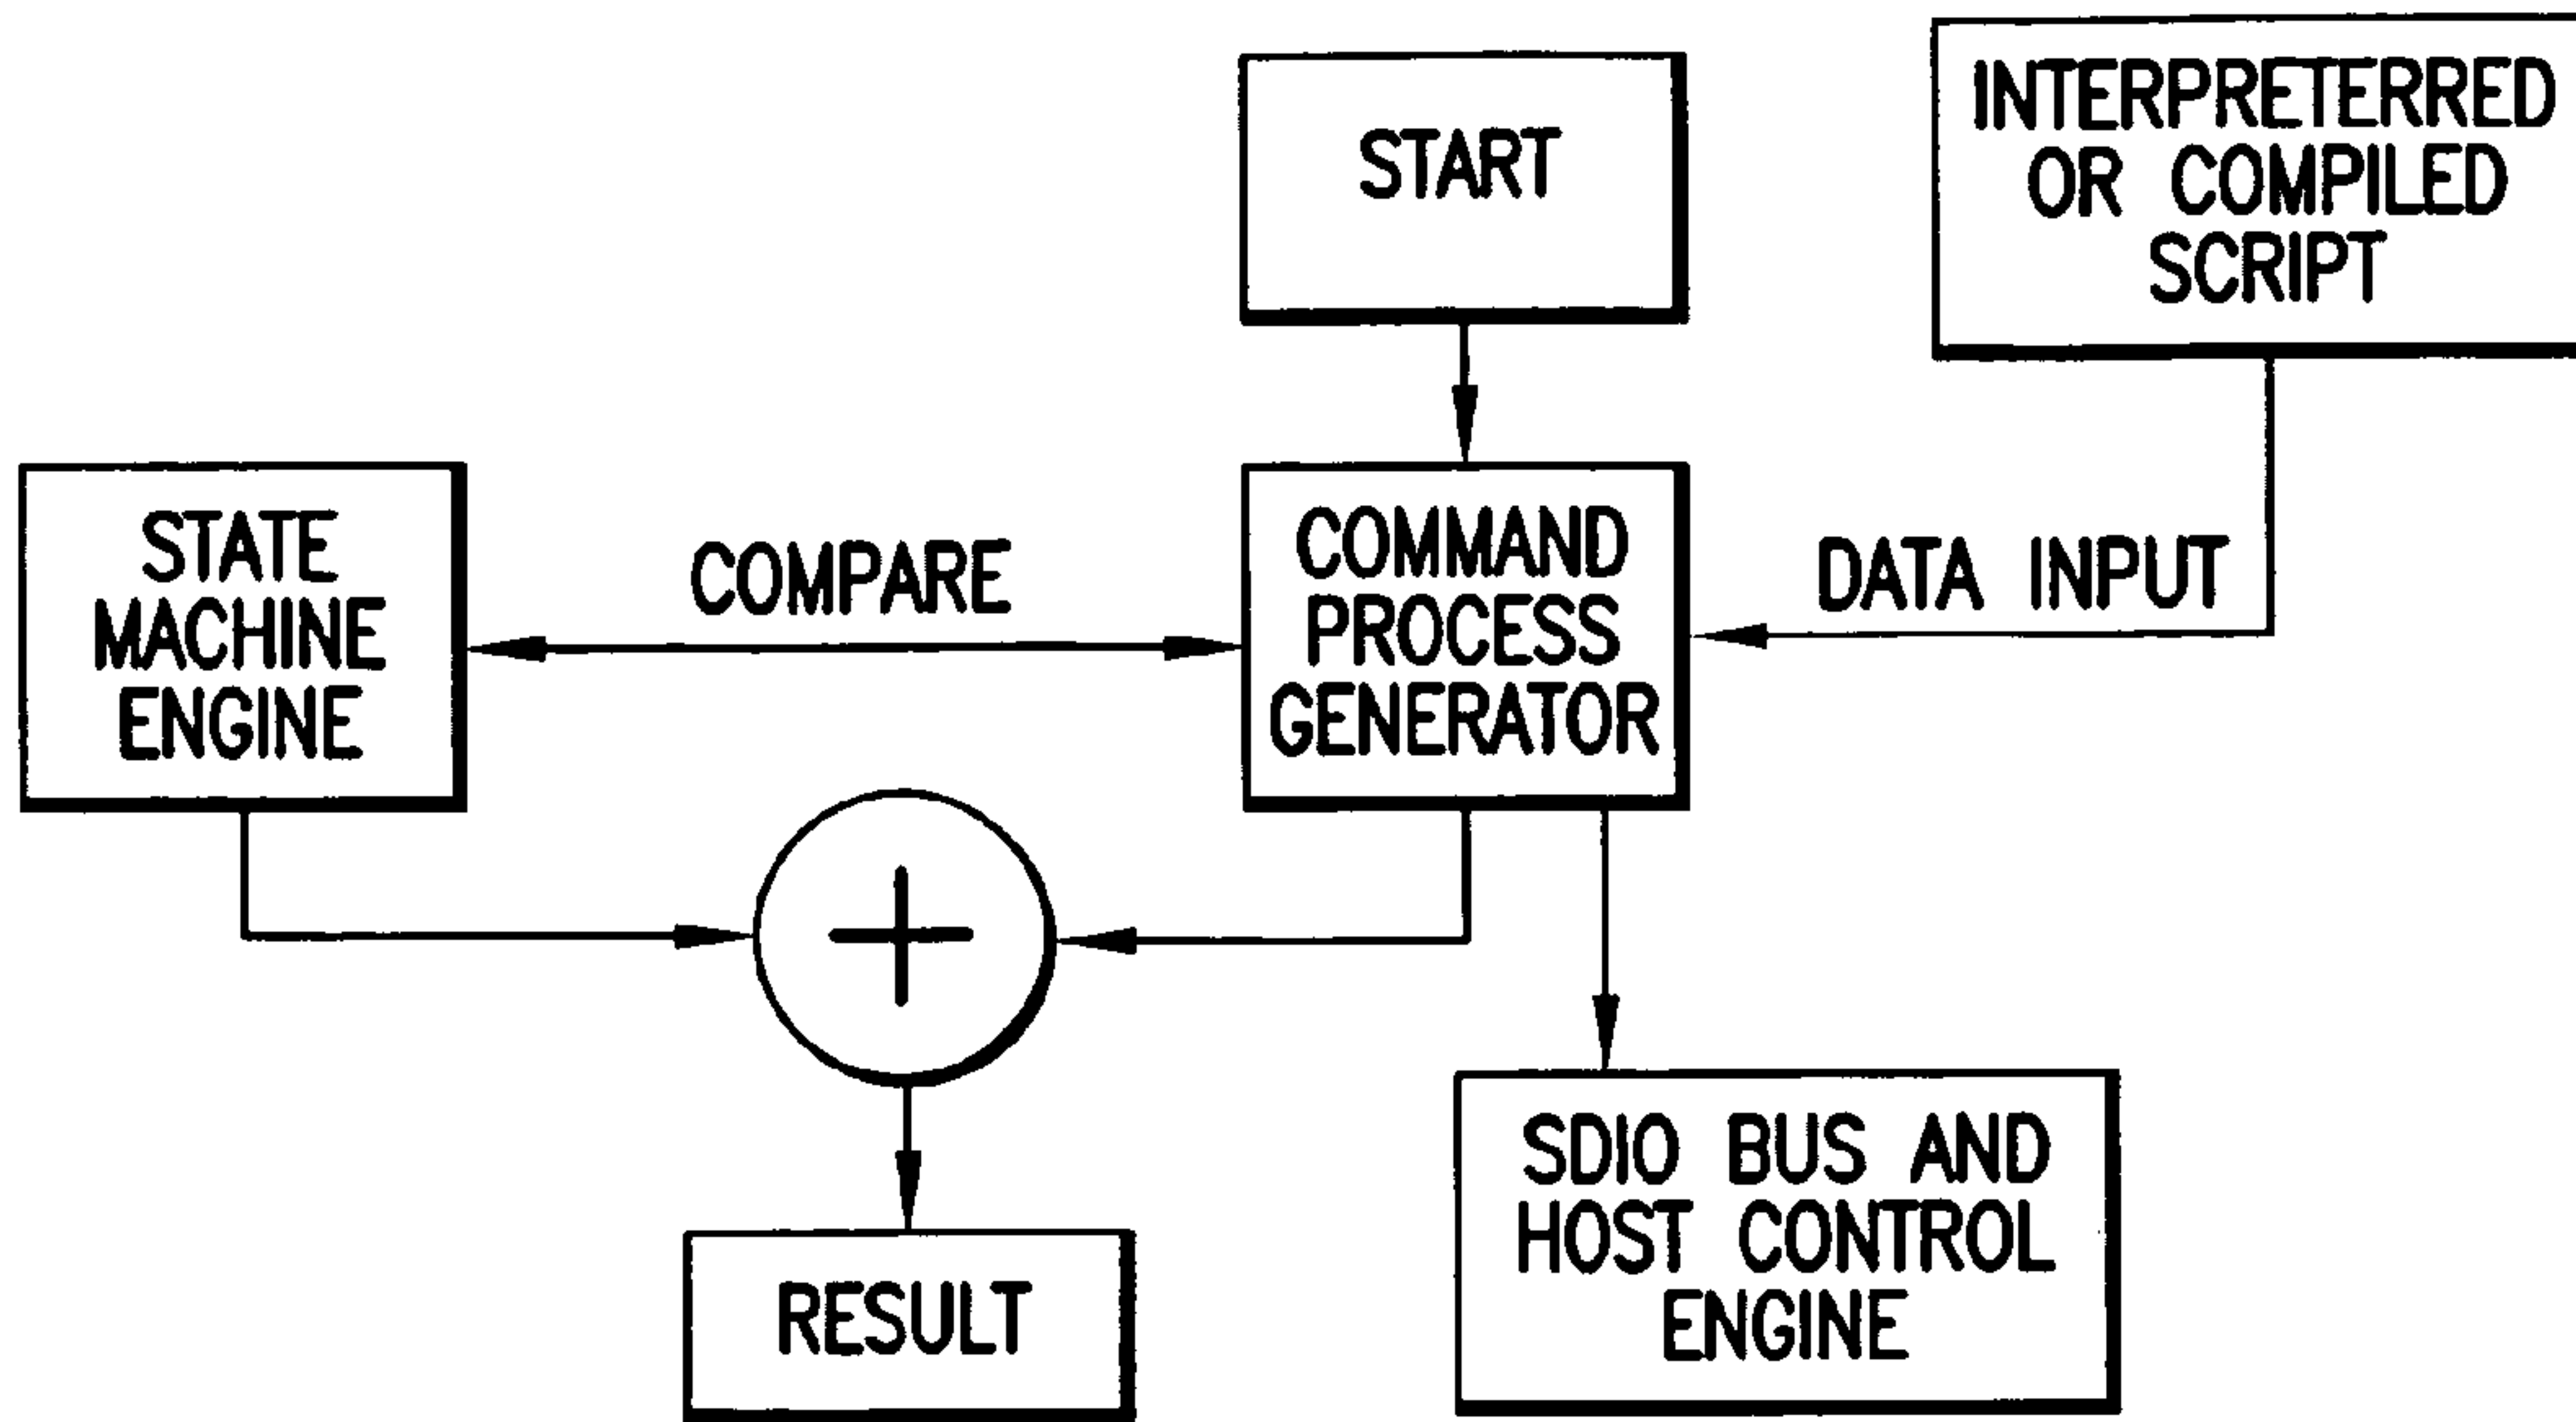 START
INTERPRETERRED
OR COMPILED
SCRIPT
STATE
MACHINE
ENGINE
COMPARE
COMMAND
PROCESS
GENERATOR
DATA INPUT
+
RESULT
SDIO BUS AND
HOST CONTROL
ENGINE